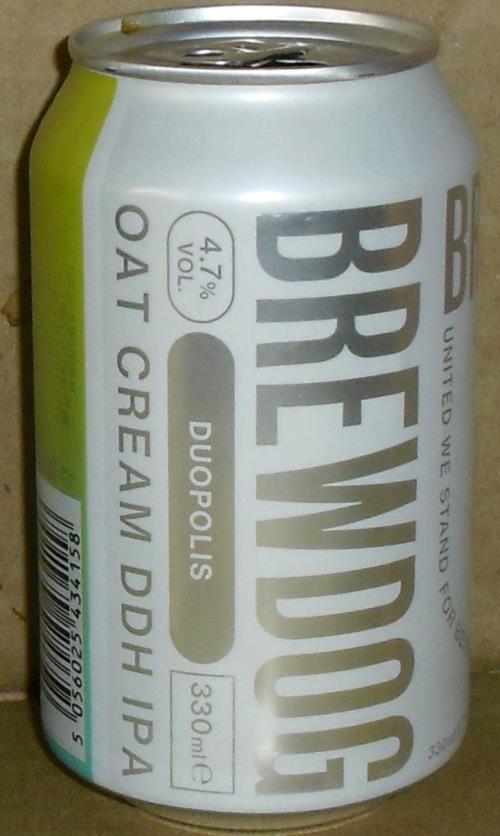 BREWDOG
4.7%
VOL.
DUOPOLIS
330ml e
OAT CREAM DDH IPA
UNITED WE STAND FOR
5 056025 434158